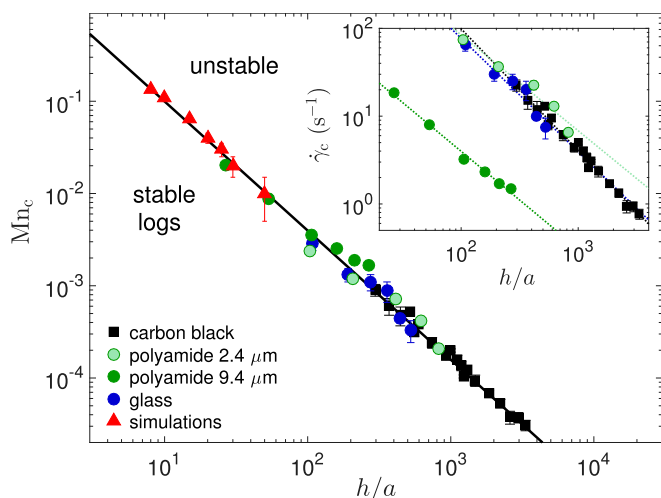 unstable
stable
logs
carbon black
polyamide 2.4 μm
polyamide 9.4 μm
glass
simulations
Mn_c
10^-1
10^-2
10^-3
10^-4
10^1
10^2
10^3
10^4
h/a
γ̇_c (s^-1)
10^2
10^1
10^0
10^2
10^3
h/a